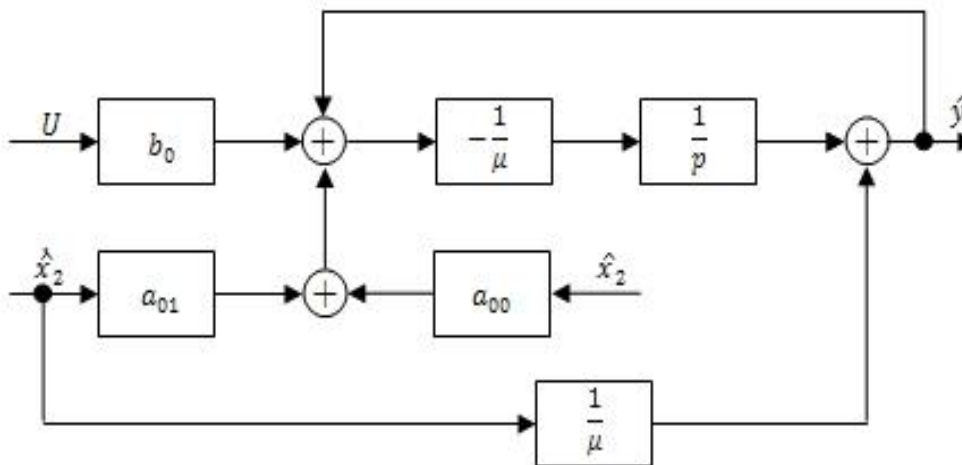 U
b₀
+
-1/μ
1/p
+
ŷ
ẋ̂₂
a₀₁
+
a₀₀
x̂₂
1/μ